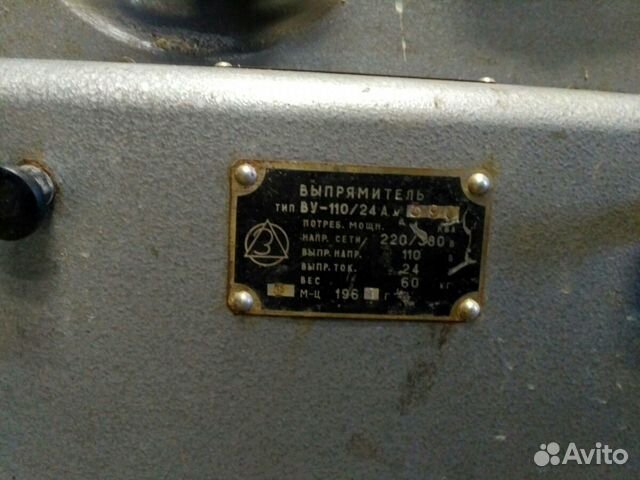 ВЫПРЯМИТЕЛЬ
ТИП ВУ-110/24А №
ПОТРЕБ. МОЩН. КВА
НАПР. СЕТИ 220/380 В
ВЫПР. НАПР. 110 В
ВЫПР. ТОК. 24
ВЕС 60 КГ
М-Ц 196 Г
Avito